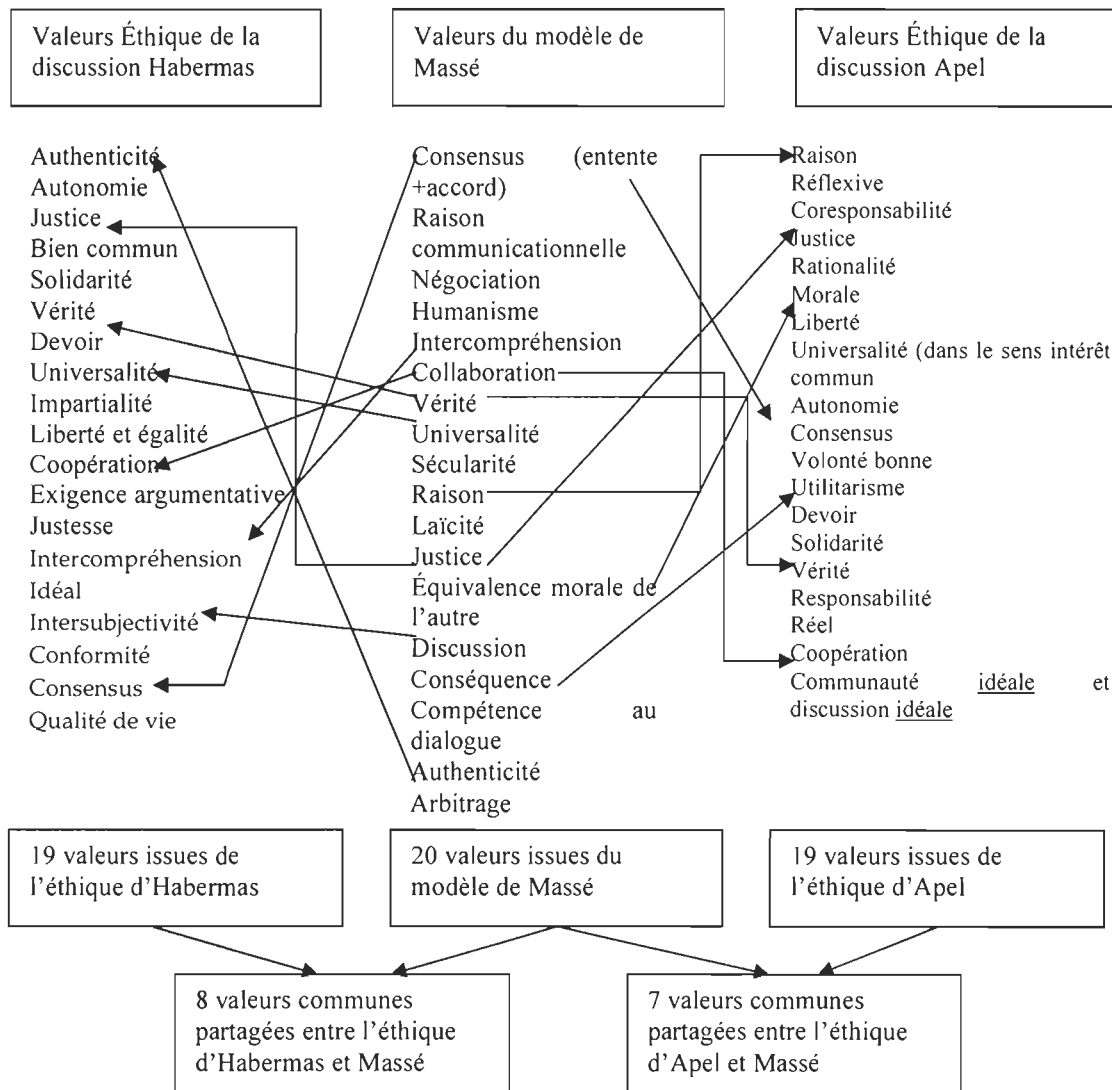 Valeurs Éthique de la
discussion Habermas
Valeurs du modèle de
Massé
Valeurs Éthique de la
discussion Apel
Authenticité
Autonomie
Justice
Bien commun
Solidarité
Vérité
Devoir
Universalité
Impartialité
Liberté et égalité
Coopération
Exigence argumentative
Justesse
Intercompréhension
Idéal
Intersubjectivité
Conformité
Consensus
Qualité de vie
Consensus (entente
+accord)
Raison
communicationnelle
Négociation
Humanisme
Intercompréhension
Collaboration
Vérité
Universalité
Sécularité
Raison
Laïcité
Justice
Équivalence morale de
l'autre
Discussion
Conséquence
Compétence au
dialogue
Authenticité
Arbitrage
Raison
Réflexive
Coresponsabilité
Justice
Rationalité
Morale
Liberté
Universalité (dans le sens intérêt
commun
Autonomie
Consensus
Volonté bonne
Utilitarisme
Devoir
Solidarité
Vérité
Responsabilité
Réel
Coopération
Communauté idéale et
discussion idéale
19 valeurs issues de
l'éthique d'Habermas
20 valeurs issues du
modèle de Massé
19 valeurs issues de
l'éthique d'Apel
8 valeurs communes
partagées entre l'éthique
d'Habermas et Massé
7 valeurs communes
partagées entre l'éthique
d'Apel et Massé